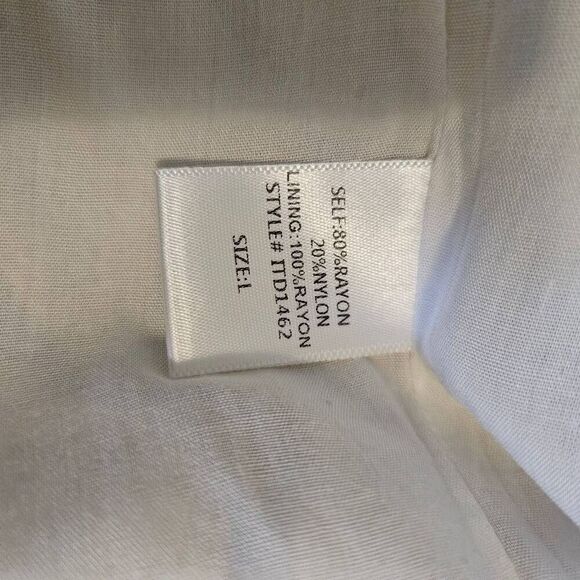 SELF:80%RAYON
20%NYLON
LINING:100%RAYON
STYLE# ITD1462
SIZE:L